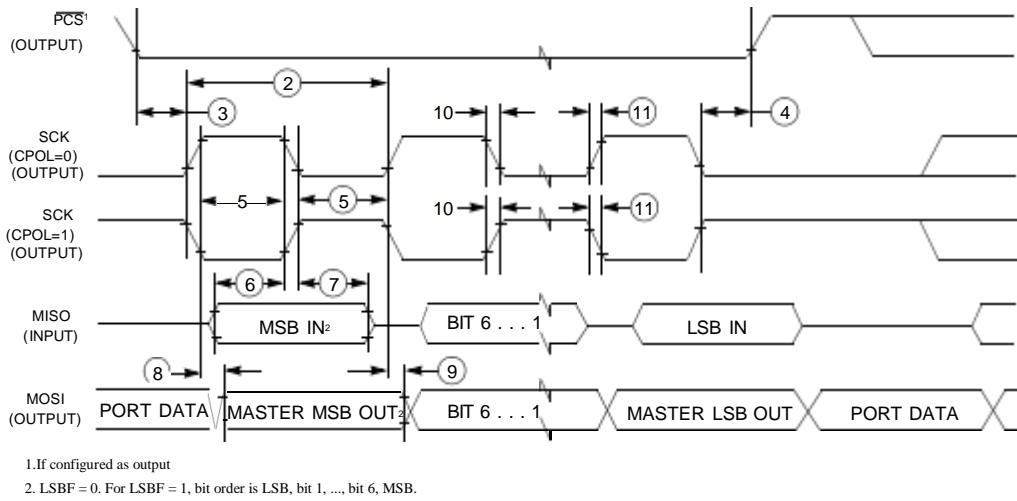 PCS¹
(OUTPUT)
2
3
10
11
4
SCK
(CPOL=0)
(OUTPUT)
5
5
SCK
(CPOL=1)
(OUTPUT)
10
11
6
7
MISO
(INPUT)
MSB IN²
BIT 6 . . . 1
LSB IN
8
9
MOSI
(OUTPUT)
PORT DATA
MASTER MSB OUT²
BIT 6 . . . 1
MASTER LSB OUT
PORT DATA
1.If configured as output
2. LSBF = 0. For LSBF = 1, bit order is LSB, bit 1, ..., bit 6, MSB.